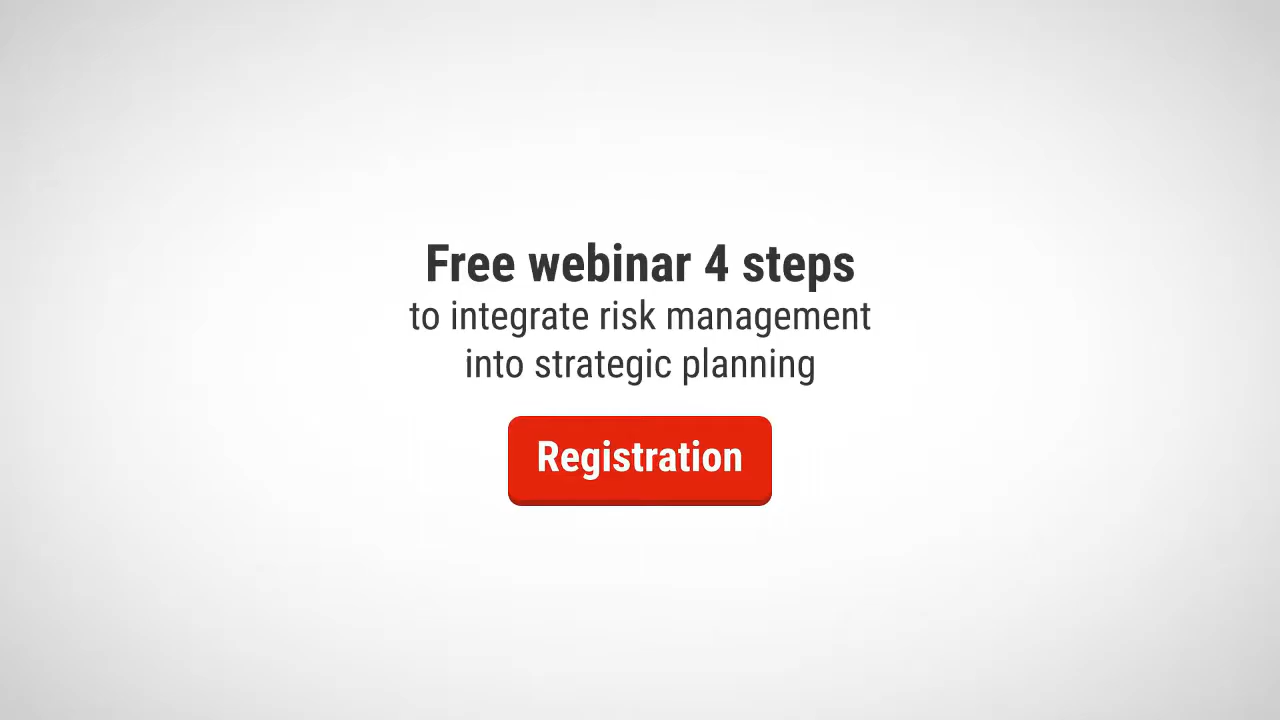 Free webinar 4 steps
to integrate risk management
into strategic planning
Registration